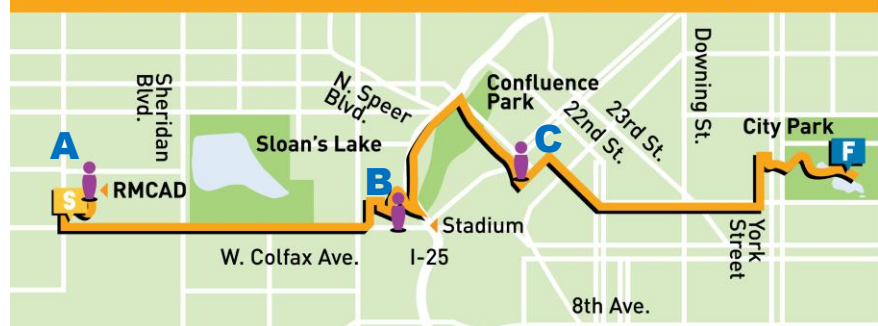 A
S
RMCAD
Sheridan
Blvd.
Sloan's Lake
N. Speer
Blvd.
B
Confluence
Park
C
22nd St.
23rd St.
Downing St.
City Park
F
Stadium
W. Colfax Ave.
I-25
York
Street
8th Ave.